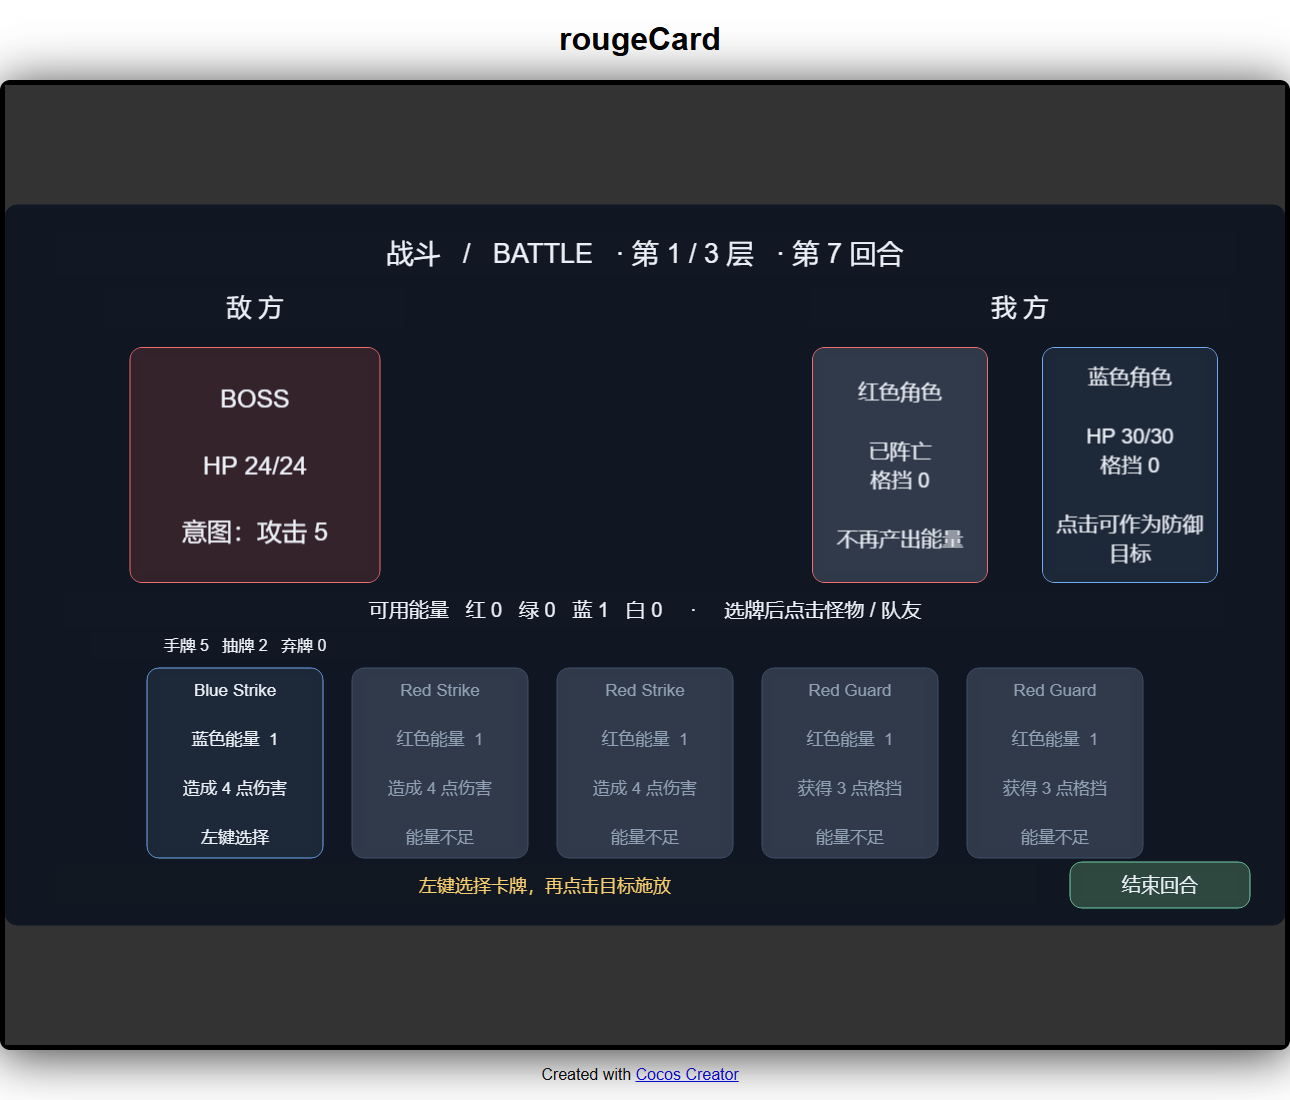 rougeCard
战斗 / BATTLE · 第 1 / 3 层 · 第 7 回合
敌方
我方
BOSS
HP 24/24
意图：攻击 5
红色角色
已阵亡
格挡 0
不再产出能量
蓝色角色
HP 30/30
格挡 0
点击可作为防御
目标
可用能量 红 0 绿 0 蓝 1 白 0 · 选牌后点击怪物 / 队友
手牌 5 抽牌 2 弃牌 0
Blue Strike
蓝色能量 1
造成 4 点伤害
左键选择
Red Strike
红色能量 1
造成 4 点伤害
能量不足
Red Strike
红色能量 1
造成 4 点伤害
能量不足
Red Guard
红色能量 1
获得 3 点格挡
能量不足
Red Guard
红色能量 1
获得 3 点格挡
能量不足
左键选择卡牌，再点击目标施放
结束回合
Created with Cocos Creator